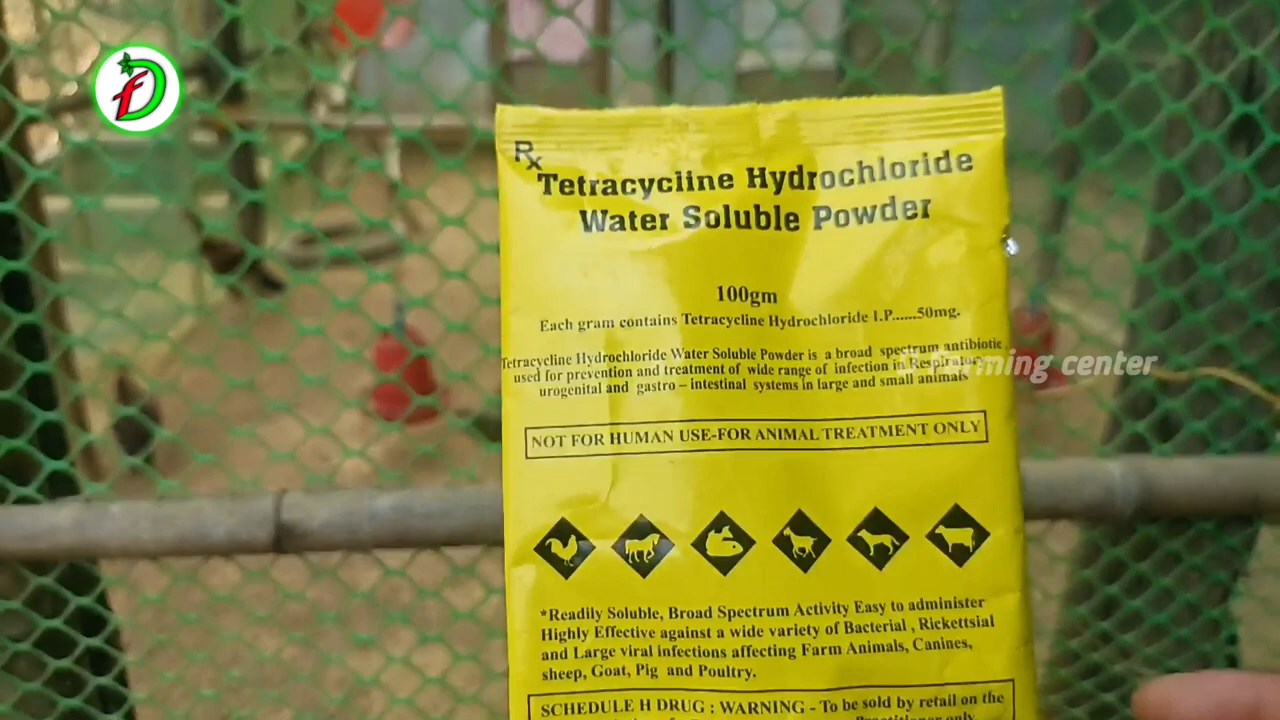 Rx
Tetracycline Hydrochloride
Water Soluble Powder
100gm
Each gram contains Tetracycline Hydrochloride I.P......50mg.
Tetracycline Hydrochloride Water Soluble Powder is a broad spectrum antibiotic
used for prevention and treatment of wide range of infection in Respiratory
urogenital and gastro – intestinal systems in large and small animals
farming center
NOT FOR HUMAN USE-FOR ANIMAL TREATMENT ONLY
*Readily Soluble, Broad Spectrum Activity Easy to administer
Highly Effective against a wide variety of Bacterial , Rickettsial
and Large viral infections affecting Farm Animals, Canines,
sheep, Goat, Pig and Poultry.
SCHEDULE H DRUG : WARNING - To be sold by retail on the
only.